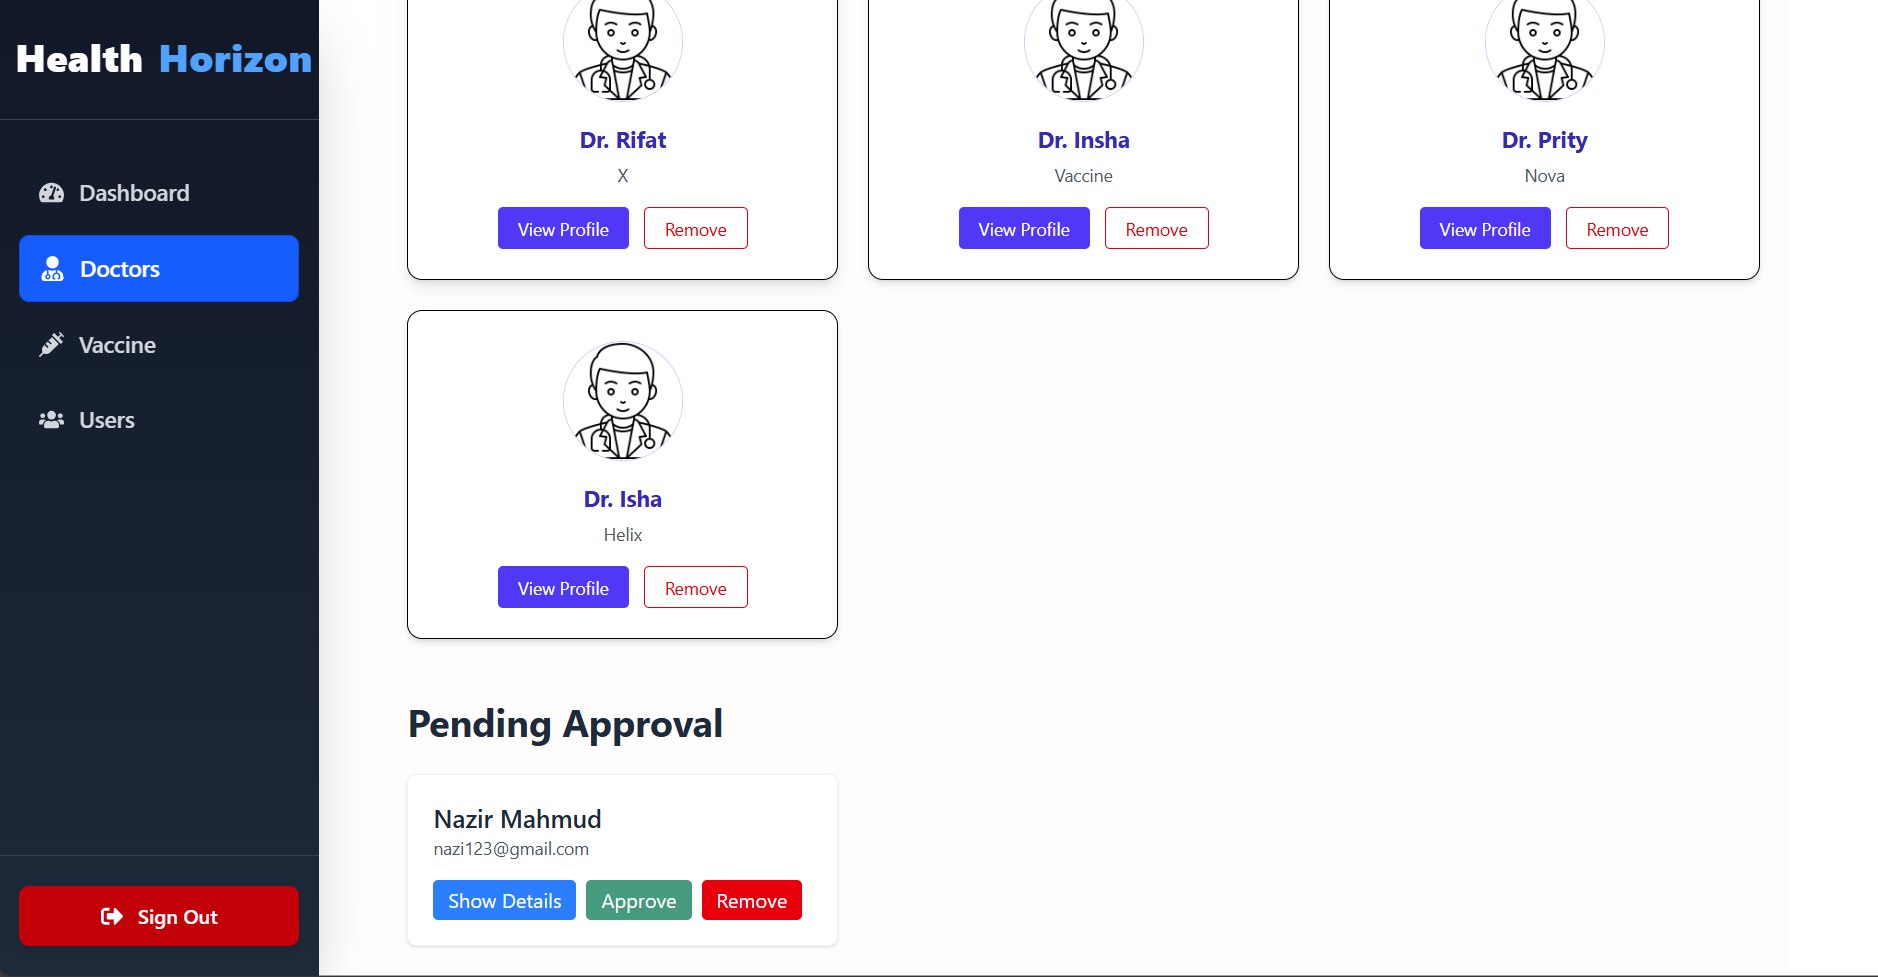 Health Horizon
Dashboard
Doctors
Vaccine
Users
Sign Out
Dr. Rifat
X
View Profile
Remove
Dr. Insha
Vaccine
View Profile
Remove
Dr. Prity
Nova
View Profile
Remove
Dr. Isha
Helix
View Profile
Remove
Pending Approval
Nazir Mahmud
nazi123@gmail.com
Show Details
Approve
Remove